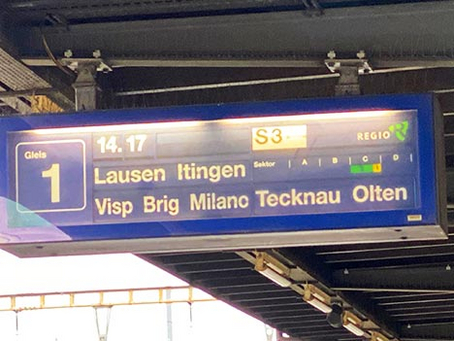 Gleis 1
14.17 S3 REGIO
Lausen Itingen Sektor A B C D
Visp Brig Milano Tecknau Olten